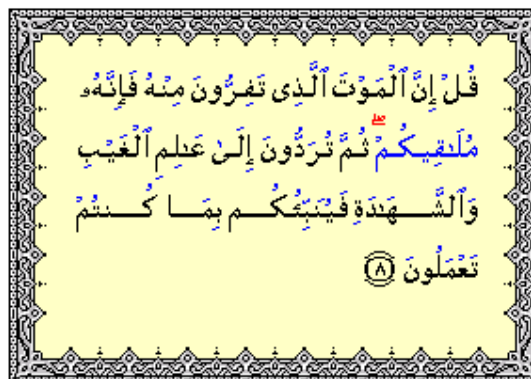 قُلْ إِنَّ ٱلْمَوْتَ ٱلَّذِى تَفِرُّونَ مِنْهُ فَإِنَّهُۥ
مُلَـٰقِيكُمْ ۖ ثُمَّ تُرَدُّونَ إِلَىٰ عَـٰلِمِ ٱلْغَيْبِ
وَٱلشَّهَـٰدَةِ فَيُنَبِّئُكُم بِمَا كُنتُمْ
تَعْمَلُونَ ﴿٨﴾